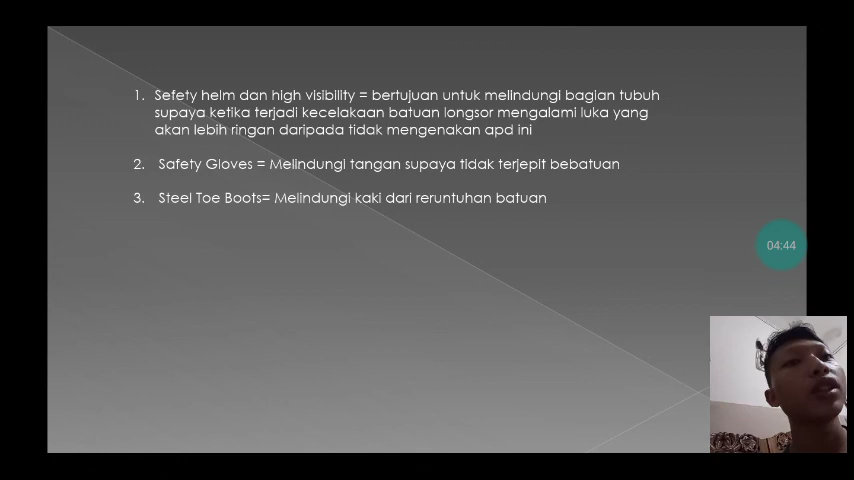 1. Sefety helm dan high visibility = bertujuan untuk melindungi bagian tubuh
supaya ketika terjadi kecelakaan batuan longsor mengalami luka yang
akan lebih ringan daripada tidak mengenakan apd ini
2. Safety Gloves = Melindungi tangan supaya tidak terjepit bebatuan
3. Steel Toe Boots= Melindungi kaki dari reruntuhan batuan
04:44